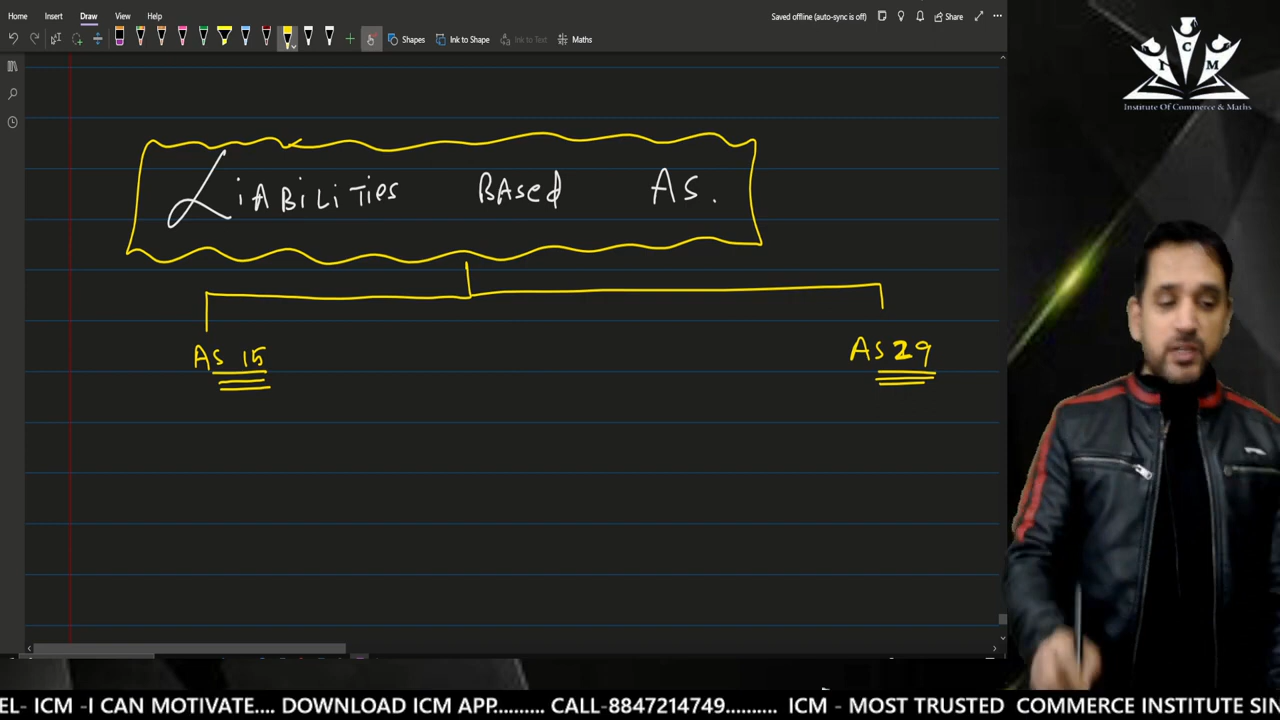 Home Insert Draw View Help
Saved offline (auto-sync is off) Share
Shapes Ink to Shape Ink to Text Maths
I C M
Institute Of Commerce & Maths
LiABiLiTies BAsed AS.
As 15
As 29
EL- ICM -I CAN MOTIVATE.... DOWNLOAD ICM APP......... CALL-8847214749.......... ICM - MOST TRUSTED COMMERCE INSTITUTE SIN